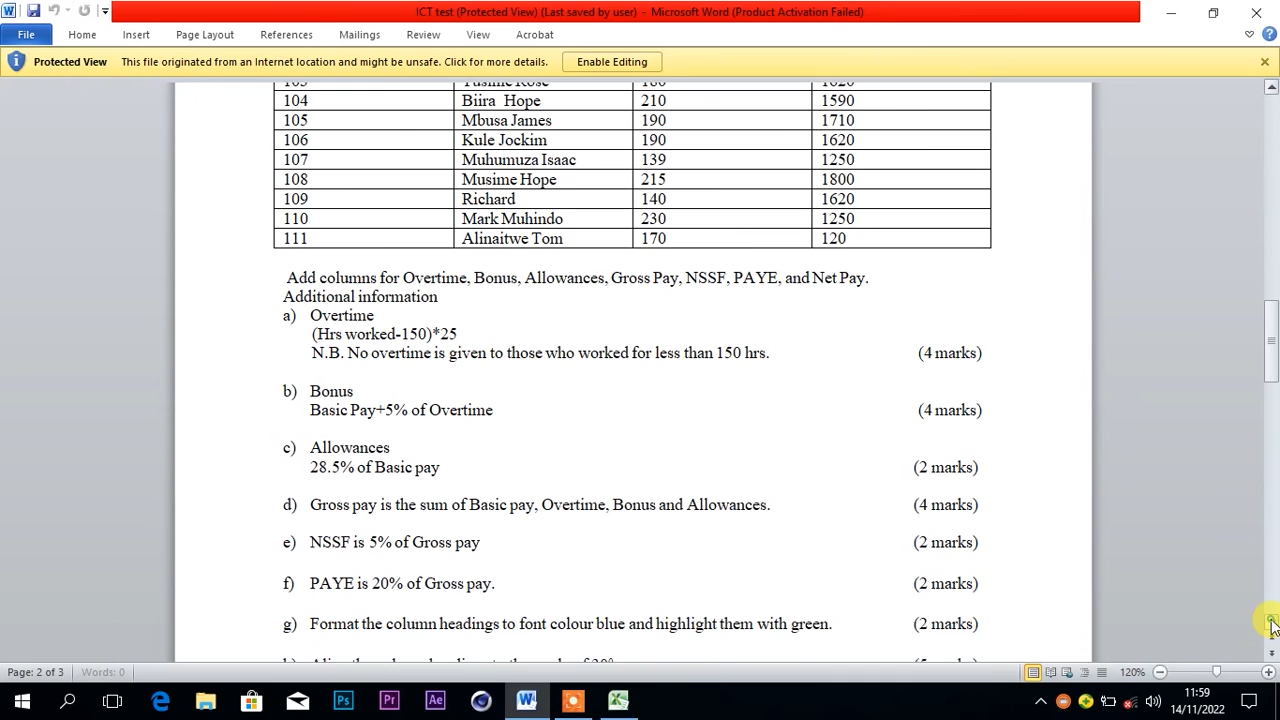 ICT test (Protected View) (Last saved by user) - Microsoft Word (Product Activation Failed)
File Home Insert Page Layout References Mailings Review View Acrobat
Protected View This file originated from an Internet location and might be unsafe. Click for more details. Enable Editing
104 Biira Hope 210 1590
105 Mbusa James 190 1710
106 Kule Jockim 190 1620
107 Muhumuza Isaac 139 1250
108 Musime Hope 215 1800
109 Richard 140 1620
110 Mark Muhindo 230 1250
111 Alinaitwe Tom 170 120
Add columns for Overtime, Bonus, Allowances, Gross Pay, NSSF, PAYE, and Net Pay.
Additional information
a) Overtime
(Hrs worked-150)*25
N.B. No overtime is given to those who worked for less than 150 hrs. (4 marks)
b) Bonus
Basic Pay+5% of Overtime (4 marks)
c) Allowances
28.5% of Basic pay (2 marks)
d) Gross pay is the sum of Basic pay, Overtime, Bonus and Allowances. (4 marks)
e) NSSF is 5% of Gross pay (2 marks)
f) PAYE is 20% of Gross pay. (2 marks)
g) Format the column headings to font colour blue and highlight them with green. (2 marks)
Page: 2 of 3 Words: 0 120%
Ps Pr Ae
11:59
14/11/2022